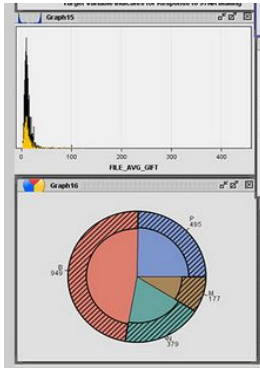 Target Variable Indicates for Response to 97NK Mailing
Graph15
0 100 200 300 400
FILE_AVG_GIFT
Graph16
P
495
B
949
M
177
379